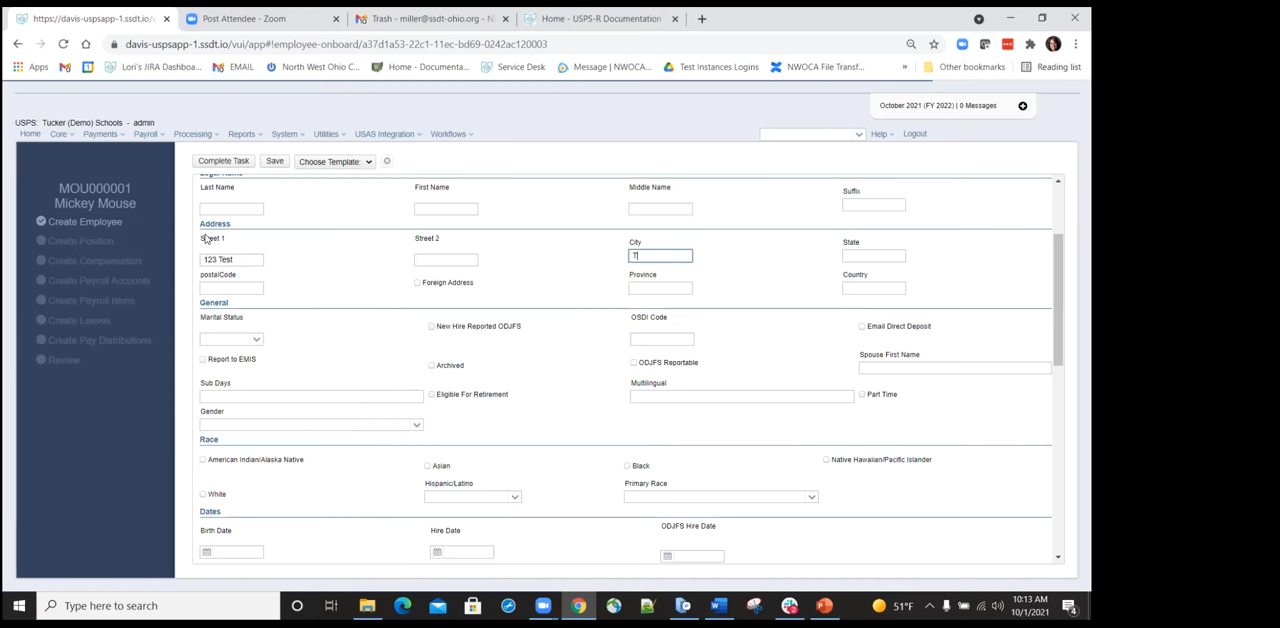 https://davis-uspsapp-1.ssdt.io/v
Post Attendee - Zoom
Trash - miller@ssdt-ohio.org - N
Home - USPS-R Documentation
davis-uspsapp-1.ssdt.io/vui/app#!employee-onboard/a37d1a53-22c1-11ec-bd69-0242ac120003
Apps
Lori's JIRA Dashboa...
EMAIL
North West Ohio C...
Home - Documenta...
Service Desk
Message | NWOCA...
Test Instances Logins
NWOCA File Transf...
»
Other bookmarks
Reading list
October 2021 (FY 2022) | 0 Messages
USPS: Tucker (Demo) Schools - admin
Home Core Payments Payroll Processing Reports System Utilities USAS Integration Workflows Help Logout
MOU000001
Mickey Mouse
Create Employee
Create Position
Create Compensation
Create Payroll Accounts
Create Payroll Items
Create Leaves
Create Pay Distributions
Review
Complete Task Save Choose Template:
Legal Name
Last Name First Name Middle Name Suffix
Address
Street 1 Street 2 City State
123 Test T
postalCode Foreign Address Province Country
General
Marital Status New Hire Reported ODJFS OSDI Code Email Direct Deposit
Report to EMIS Archived ODJFS Reportable Spouse First Name
Sub Days Eligible For Retirement Multilingual Part Time
Gender
Race
American Indian/Alaska Native Asian Black Native Hawaiian/Pacific Islander
White Hispanic/Latino Primary Race
Dates
Birth Date Hire Date ODJFS Hire Date
Type here to search
51°F
10:13 AM
10/1/2021
4